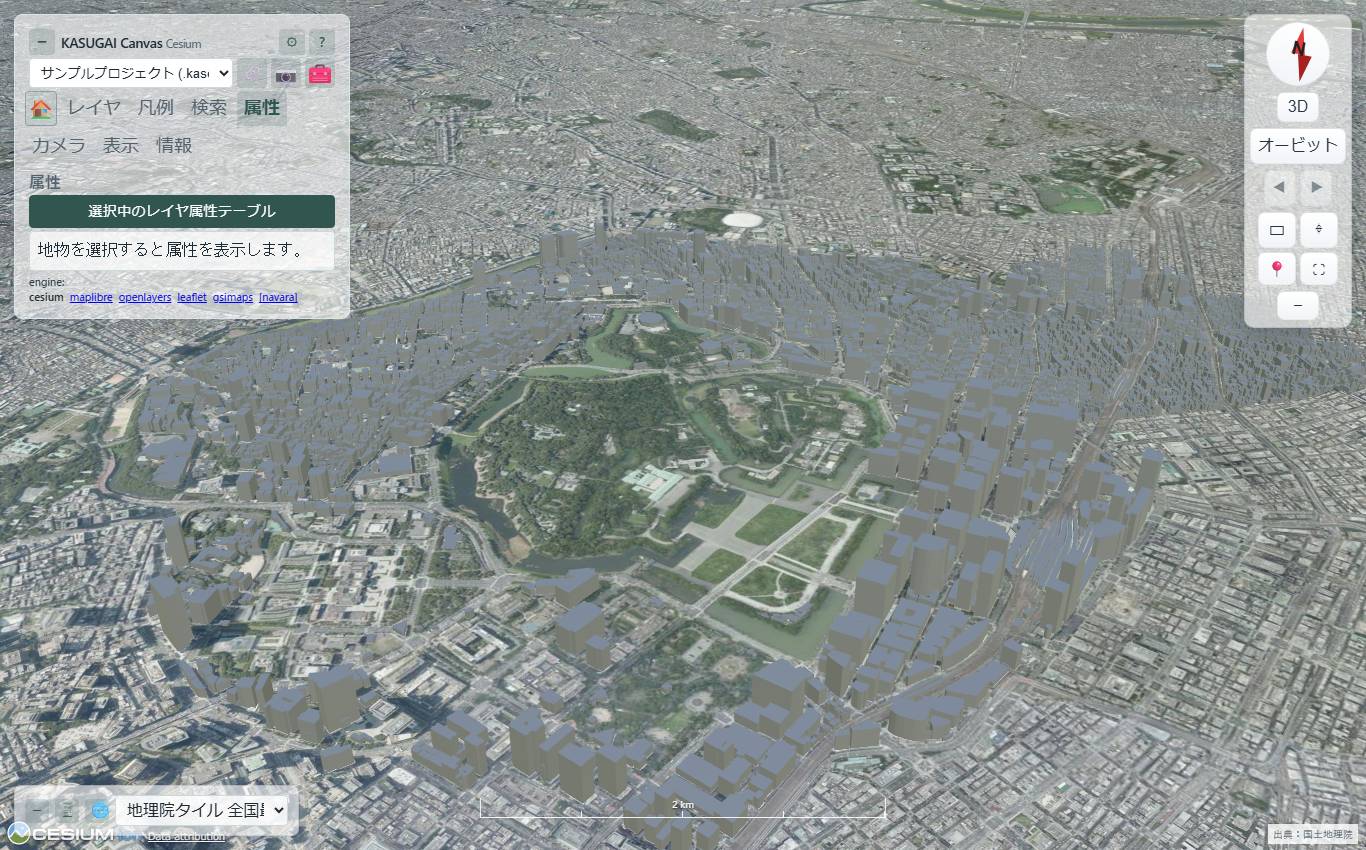 − KASUGAI Canvas Cesium ⚙ ?
サンプルプロジェクト (.kas
レイヤ 凡例 検索 属性
カメラ 表示 情報
属性
選択中のレイヤ属性テーブル
地物を選択すると属性を表示します。
engine:
cesium maplibre openlayers leaflet gsimaps [navara]
N
3D
オービット
◀ ▶
−
2 km
− 地理院タイル 全国
CESIUM ion Data attribution
出典：国土地理院